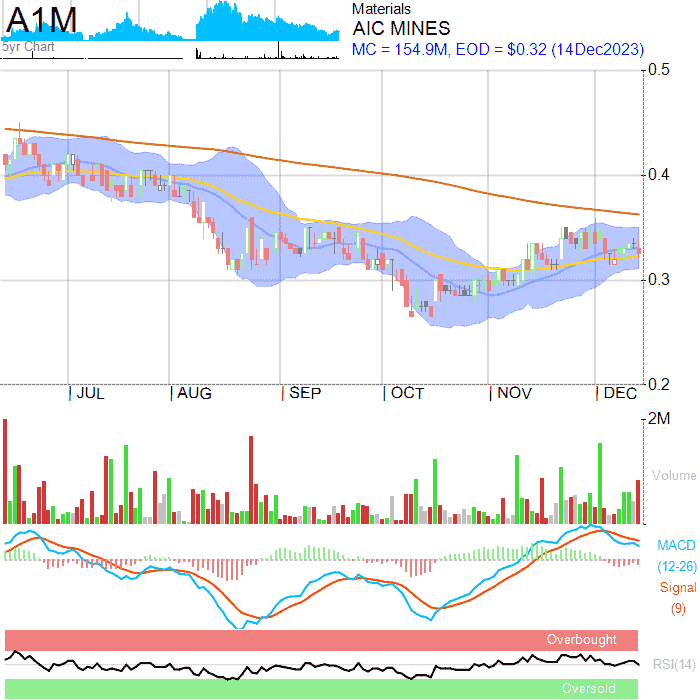 A1M
5yr Chart
Materials
AIC MINES
MC = 154.9M, EOD = $0.32 (14Dec2023)
0.5
0.4
0.3
0.2
JUL AUG SEP OCT NOV DEC
2M
Volume
MACD
(12-26)
Signal
(9)
Overbought
RSI(14)
Oversold